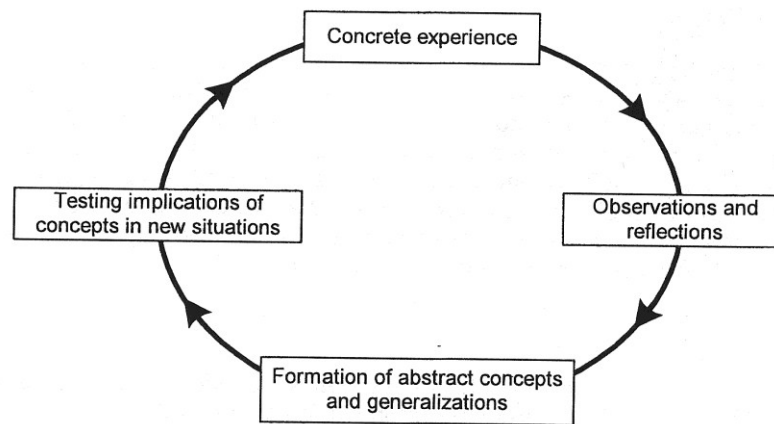 Concrete experience
Observations and
reflections
Formation of abstract concepts
and generalizations
Testing implications of
concepts in new situations